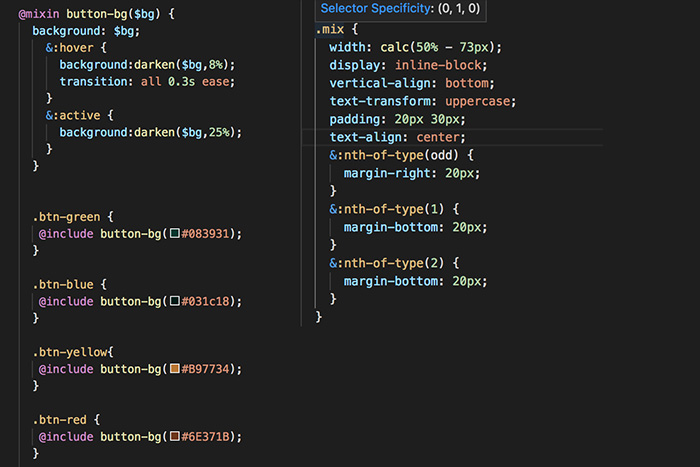 @mixin button-bg($bg) {
background: $bg;
&:hover {
background:darken($bg,8%);
transition: all 0.3s ease;
}
&:active {
background:darken($bg,25%);
}
}
.btn-green {
@include button-bg(#083931);
}
.btn-blue {
@include button-bg(#031c18);
}
.btn-yellow{
@include button-bg(#B97734);
}
.btn-red {
@include button-bg(#6E371B);
}
Selector Specificity: (0, 1, 0)
.mix {
width: calc(50% - 73px);
display: inline-block;
vertical-align: bottom;
text-transform: uppercase;
padding: 20px 30px;
text-align: center;
&:nth-of-type(odd) {
margin-right: 20px;
}
&:nth-of-type(1) {
margin-bottom: 20px;
}
&:nth-of-type(2) {
margin-bottom: 20px;
}
}